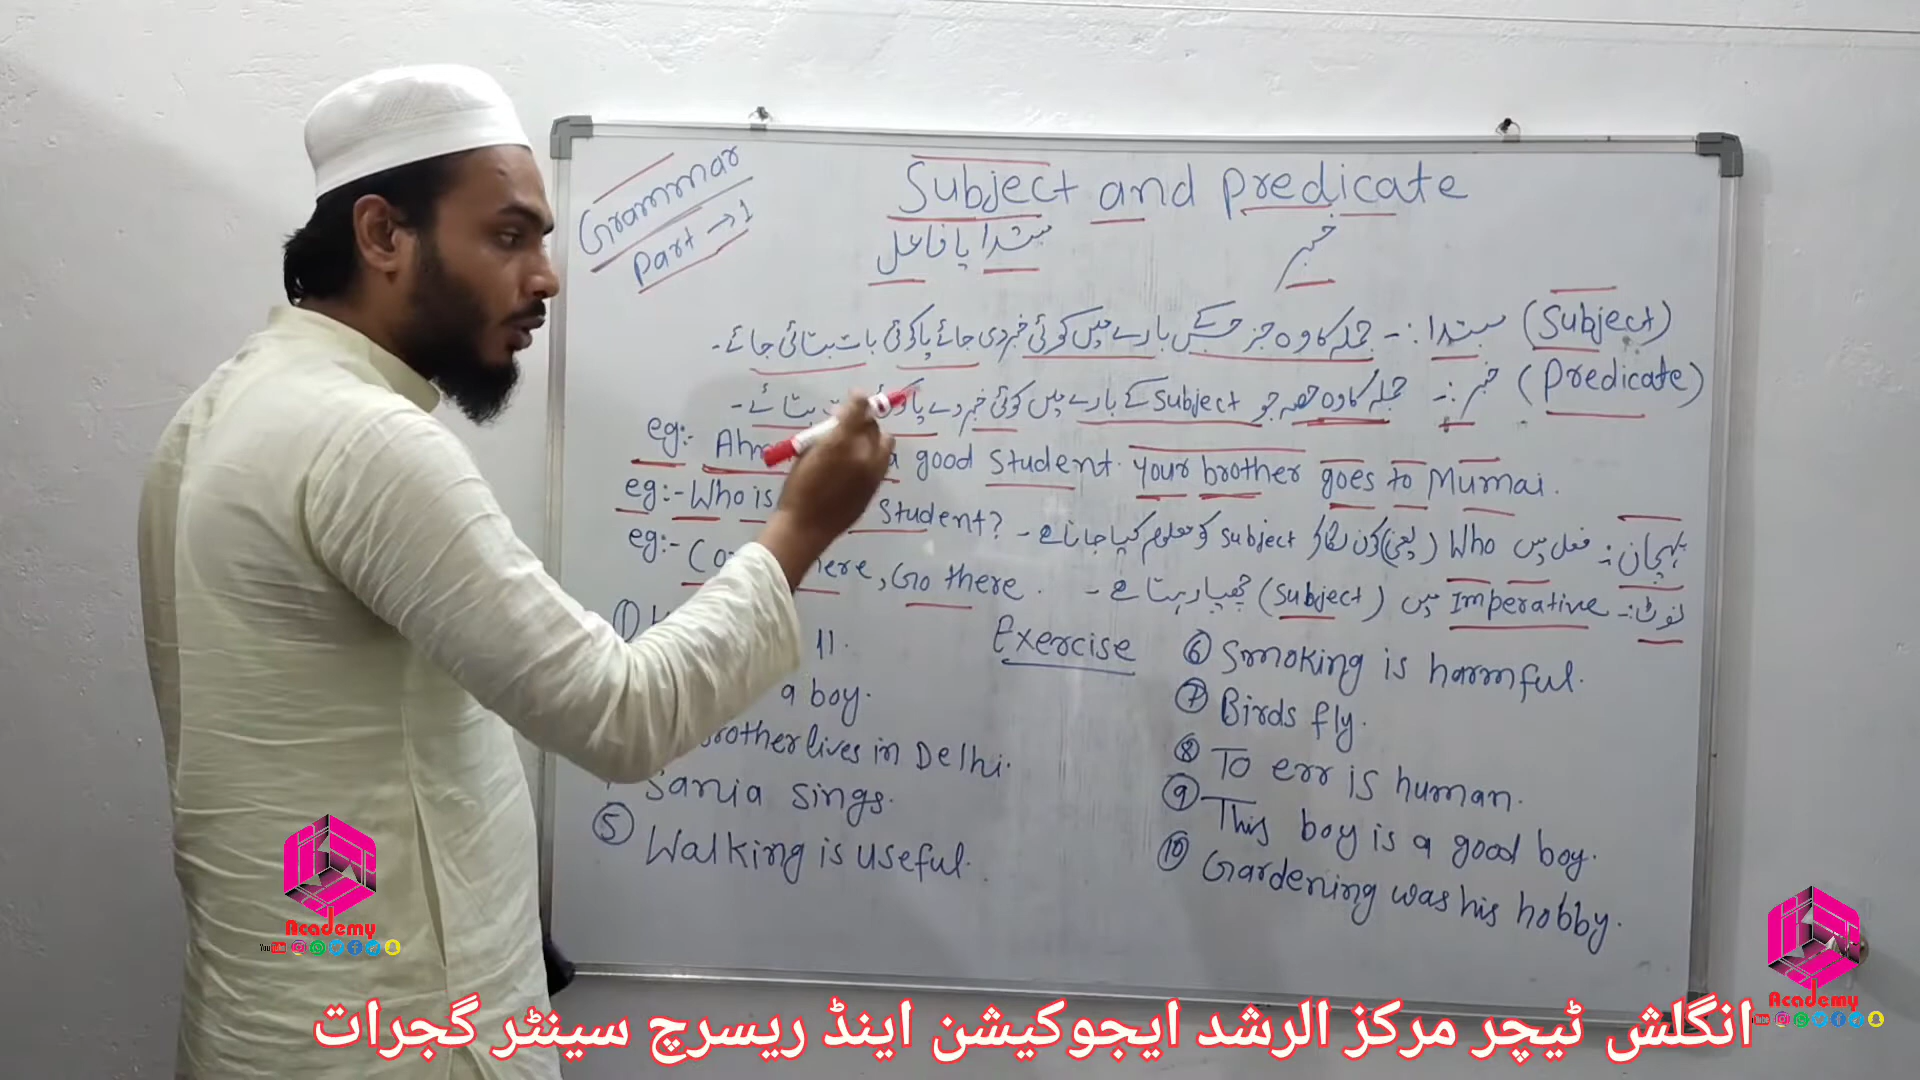 Grammar
Part → 1
Subject and Predicate
مبتدا یا فاعل
خبر
(Subject) مبتدا :- جملہ کا وہ جز جسکے بارے میں کوئی خبر دی جائے یا کوئی بات بتائی جائے -
(Predicate) خبر :- جملہ کا وہ حصہ جو Subject کے بارے میں کوئی خبر دے یا بتائے -
eg:- a good Student. Your brother goes to Mumai.
eg:- Who is Student?
پہچان :- فعل میں Who (یعنی) کون لگا کر Subject کو معلوم کیا جاتا ہے -
eg:- Go there.
نوٹ :- Imperative میں (Subject) چھپا رہتا ہے -
Exercise
①
ll.
a boy.
brother lives in Delhi.
Sania Sings.
⑤ Walking is useful.
⑥ Smoking is harmful.
⑦ Birds fly.
⑧ To err is human.
⑨ This boy is a good boy.
⑩ Gardening was his hobby.
Academy
Academy
انگلش ٹیچر مرکز الرشد ایجوکیشن اینڈ ریسرچ سینٹر گجرات